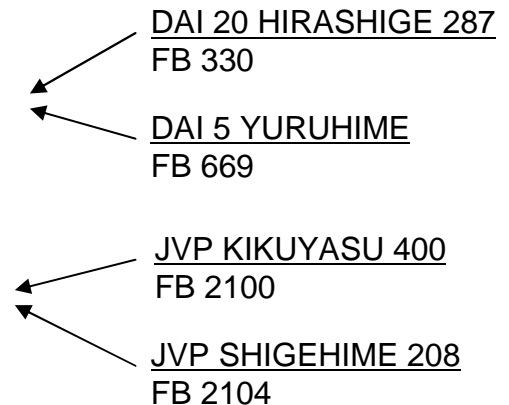 DAI 20 HIRASHIGE 287
FB 330
DAI 5 YURUHIME
FB 669
JVP KIKUYASU 400
FB 2100
JVP SHIGEHIME 208
FB 2104